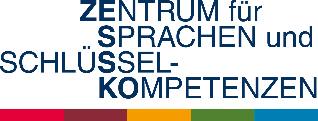 ZENTRUM für
SPRACHEN und
SCHLÜSSEL-
KOMPETENZEN